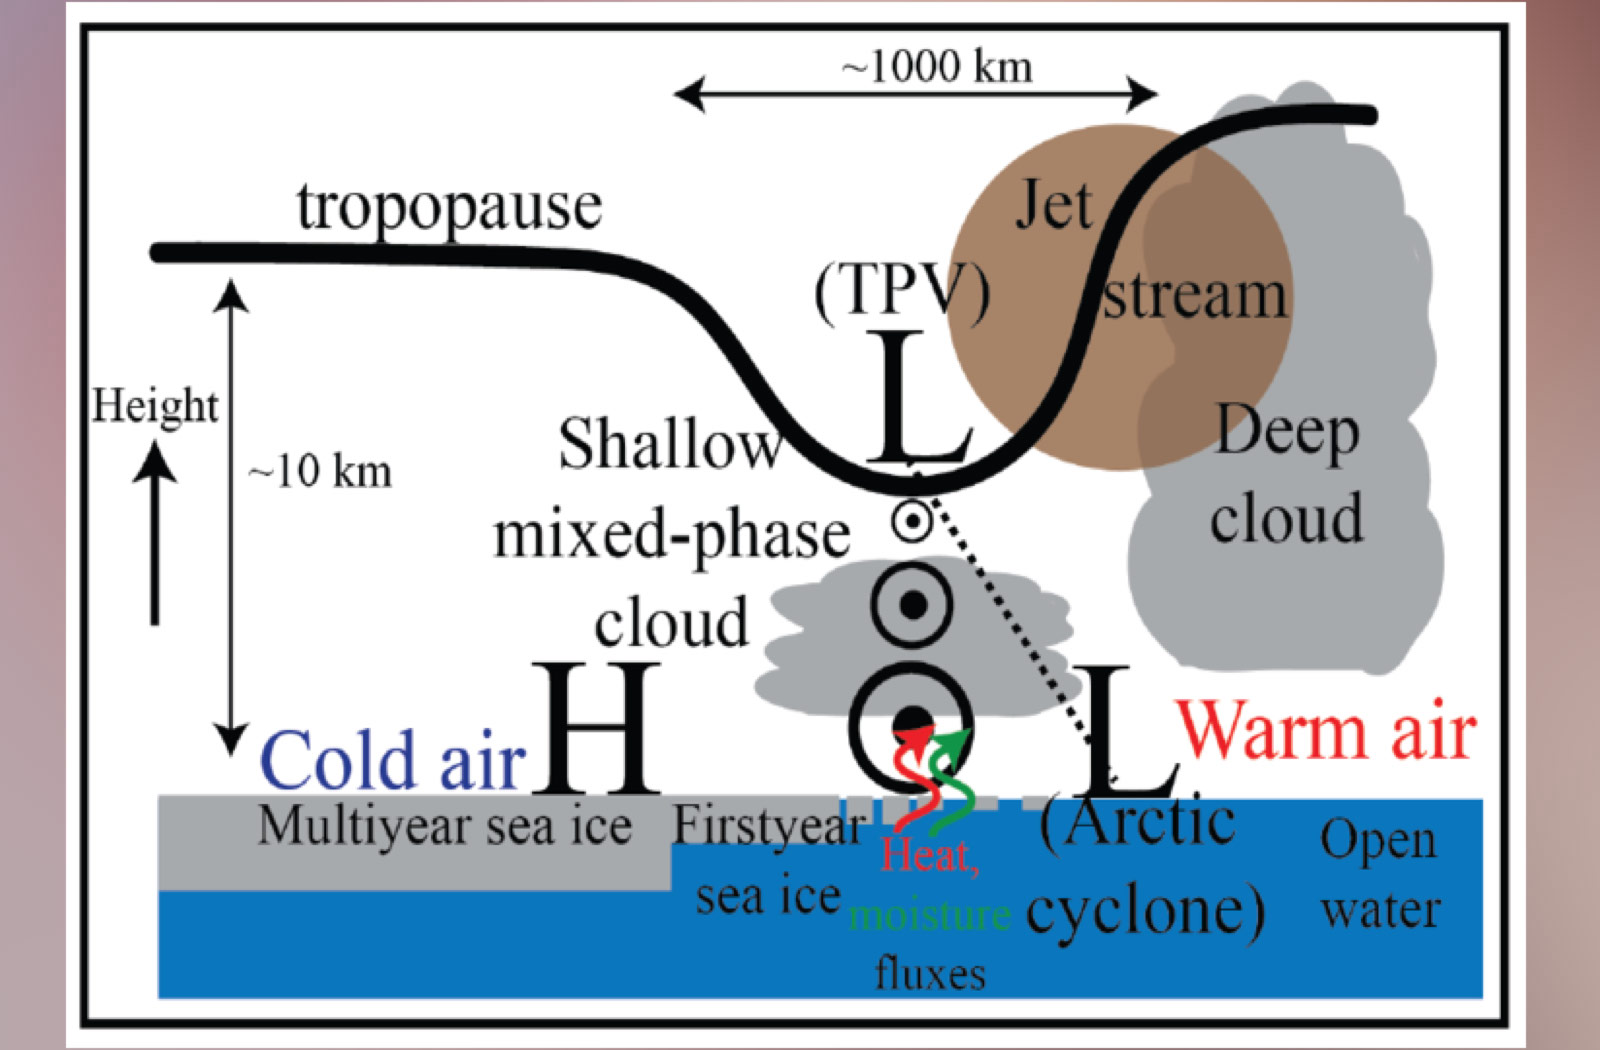 ~1000 km
tropopause
Jet
stream
(TPV)
L
Height
~10 km
Shallow
mixed-phase
cloud
Deep
cloud
Cold air
H
L
Warm air
Multiyear sea ice
Firstyear
sea ice
Heat,
moisture
fluxes
(Arctic
cyclone)
Open
water